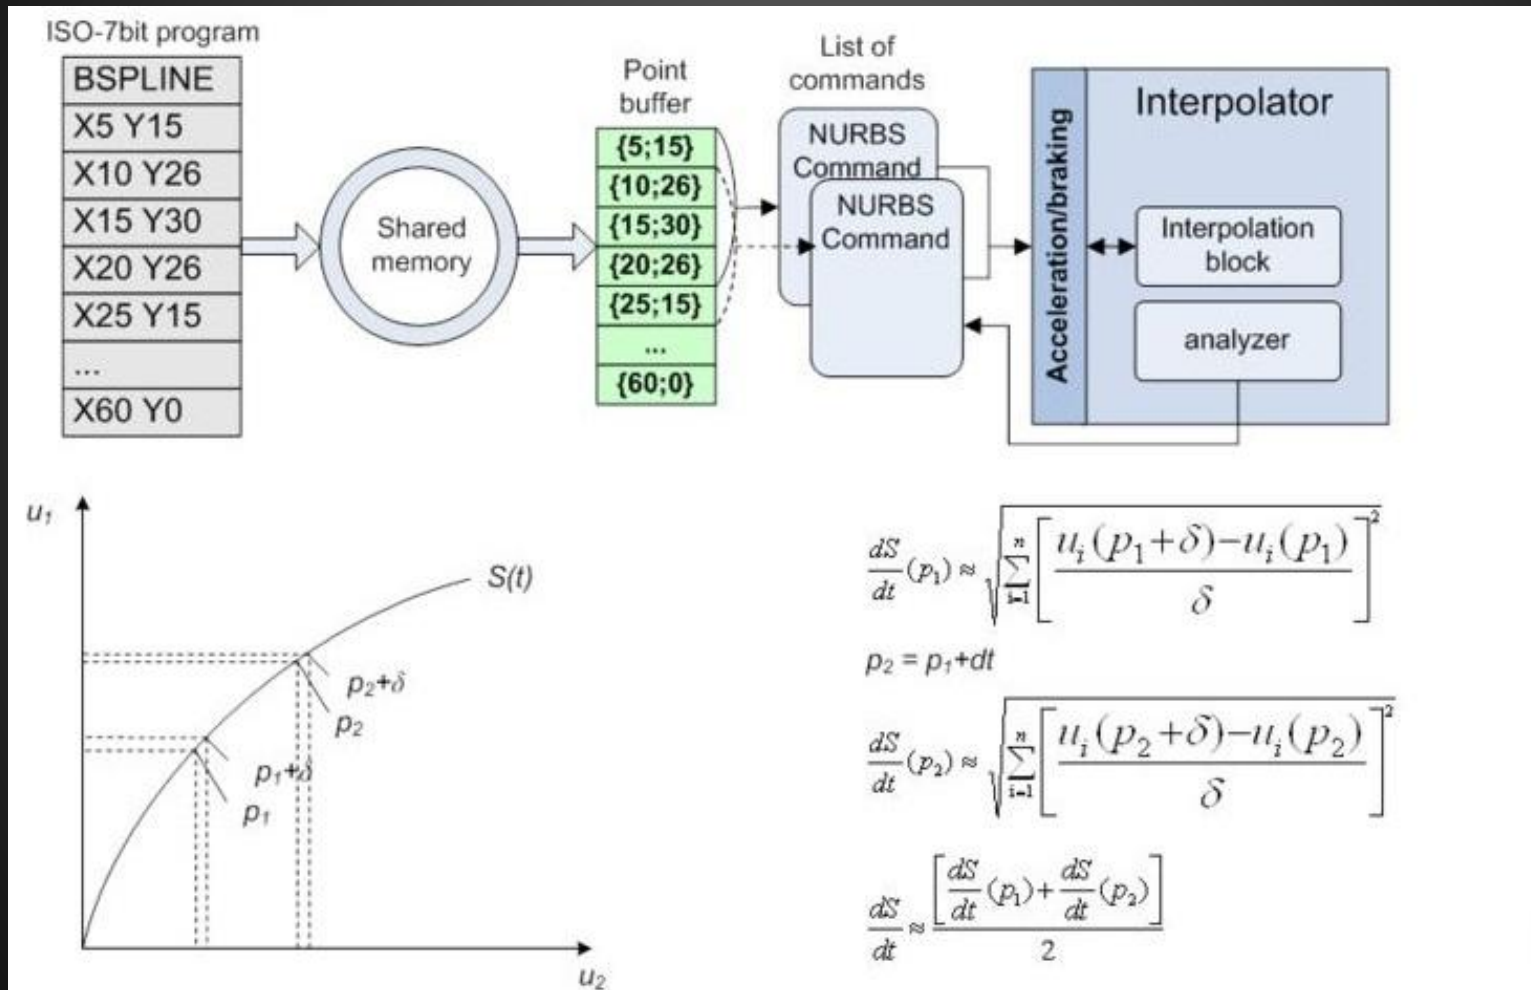 ISO-7bit program
BSPLINE
X5 Y15
X10 Y26
X15 Y30
X20 Y26
X25 Y15
...
X60 Y0
Shared
memory
Point
buffer
{5;15}
{10;26}
{15;30}
{20;26}
{25;15}
...
{60;0}
List of
commands
NURBS
Command
NURBS
Command
Acceleration/braking
Interpolator
Interpolation
block
analyzer
u₁
S(t)
p₂+δ
p₂
p₁+δ
p₁
u₂
dS/dt (p₁) ≈ √(∑ᵢ₌₁ⁿ [(uᵢ(p₁+δ)−uᵢ(p₁))/δ]²)
p₂ = p₁+dt
dS/dt (p₂) ≈ √(∑ᵢ₌₁ⁿ [(uᵢ(p₂+δ)−uᵢ(p₂))/δ]²)
dS/dt ≈ [dS/dt (p₁) + dS/dt (p₂)]/2